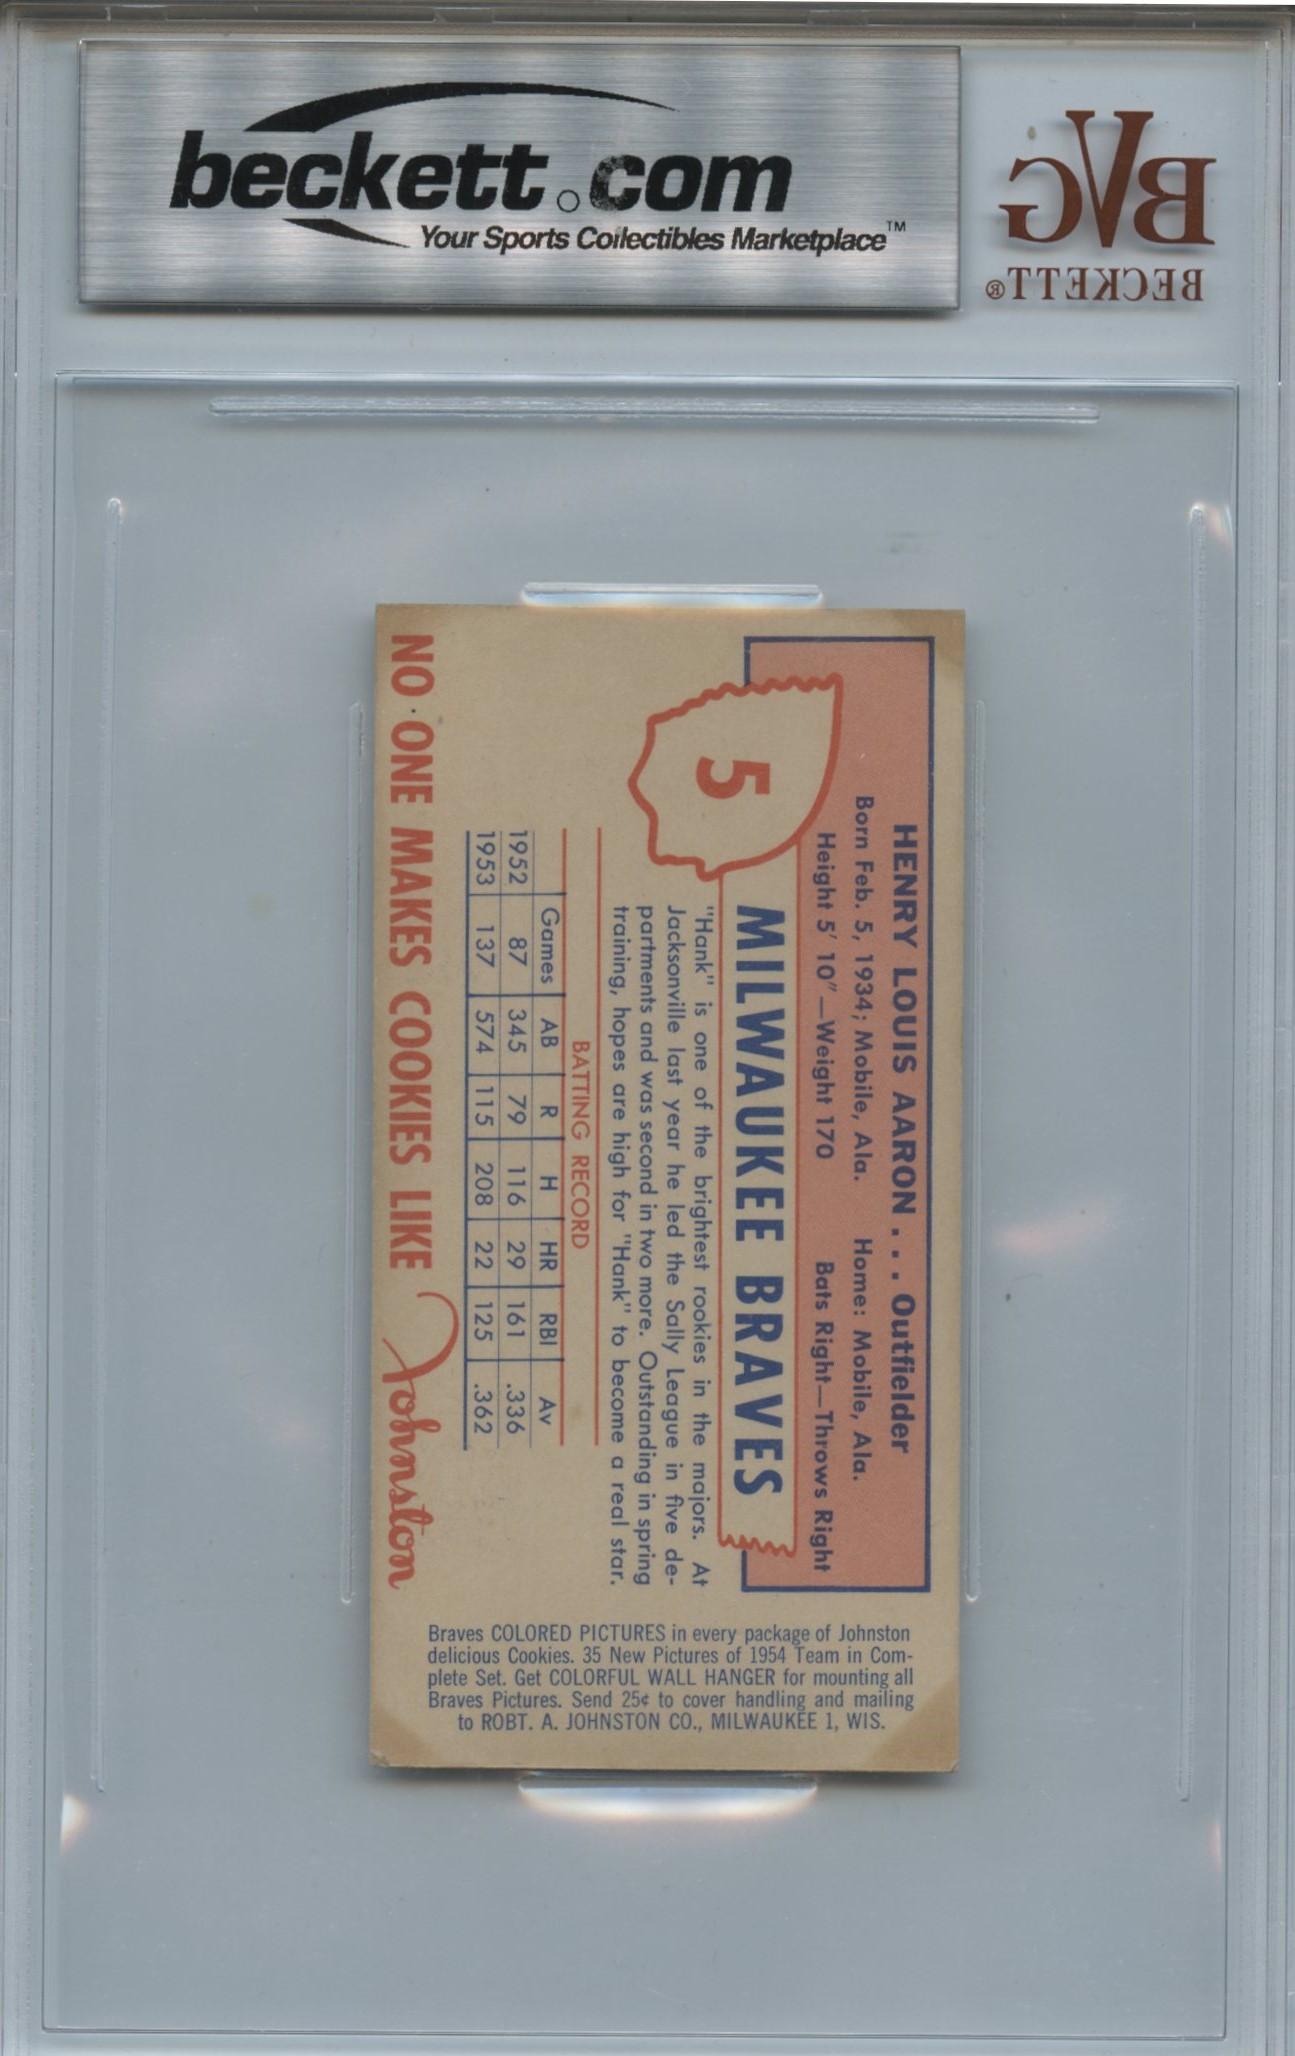 beckett.com
Your Sports Collectibles Marketplace™
BVG
BECKETT®
HENRY LOUIS AARON . . . Outfielder
Born Feb. 5, 1934; Mobile, Ala. Home: Mobile, Ala.
Height 5' 10"—Weight 170 Bats Right—Throws Right
5
MILWAUKEE BRAVES
"Hank" is one of the brightest rookies in the majors. At
Jacksonville last year he led the Sally League in five de-
partments and was second in two more. Outstanding in spring
training, hopes are high for "Hank" to become a real star.
BATTING RECORD
Games AB R H HR RBI Av
1952 87 345 79 116 29 161 .336
1953 137 574 115 208 22 125 .362
NO ONE MAKES COOKIES LIKE Johnston
Braves COLORED PICTURES in every package of Johnston
delicious Cookies. 35 New Pictures of 1954 Team in Com-
plete Set. Get COLORFUL WALL HANGER for mounting all
Braves Pictures. Send 25¢ to cover handling and mailing
to ROBT. A. JOHNSTON CO., MILWAUKEE 1, WIS.